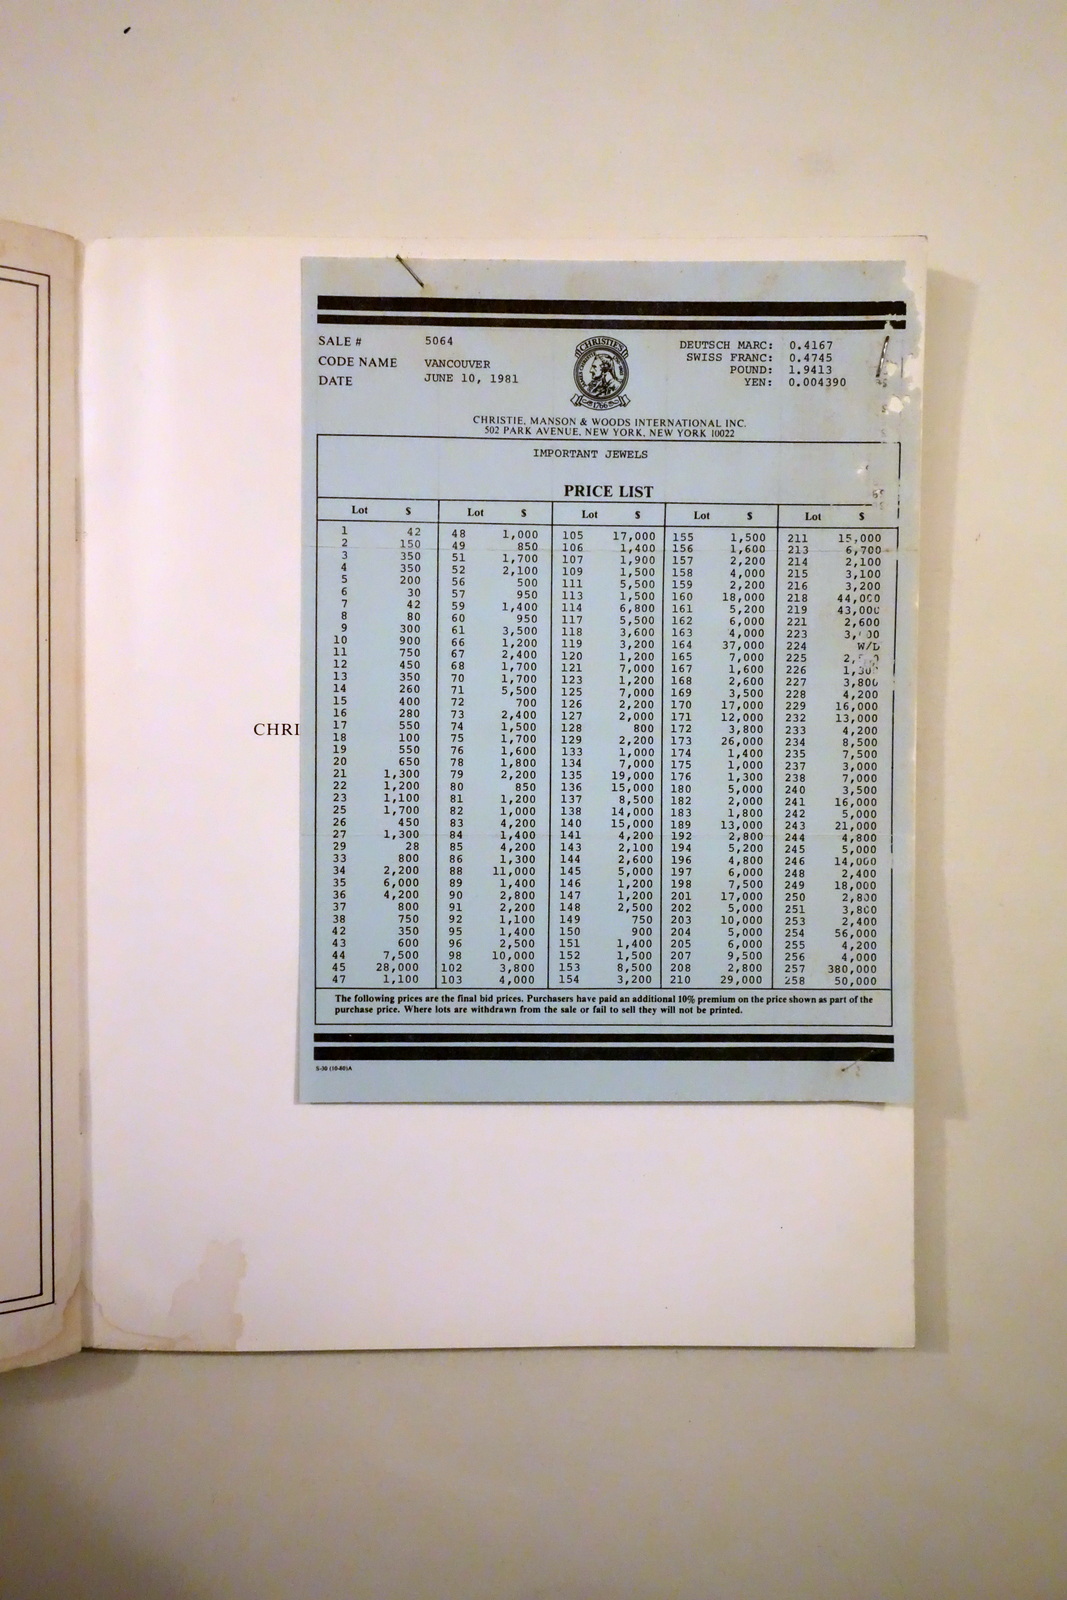 SALE # 5064
CODE NAME VANCOUVER
DATE JUNE 10, 1981
CHRISTIE'S
1766
DEUTSCH MARC: 0.4167
SWISS FRANC: 0.4745
POUND: 1.9413
YEN: 0.004390
CHRISTIE, MANSON & WOODS INTERNATIONAL INC.
502 PARK AVENUE, NEW YORK, NEW YORK 10022
IMPORTANT JEWELS
PRICE LIST
Lot $ Lot $ Lot $ Lot $ Lot $
1 42 48 1,000 105 17,000 155 1,500 211 15,000
2 150 49 850 106 1,400 156 1,600 213 6,700
3 350 51 1,700 107 1,900 157 2,200 214 2,100
4 350 52 2,100 109 1,500 158 4,000 215 3,100
5 200 56 500 111 5,500 159 2,200 216 3,200
6 30 57 950 113 1,500 160 18,000 218 44,000
7 42 59 1,400 114 6,800 161 5,200 219 43,000
8 80 60 950 117 5,500 162 6,000 221 2,600
9 300 61 3,500 118 3,600 163 4,000 223
10 900 66 1,200 119 3,200 164 37,000 224 W/D
11 750 67 2,400 120 1,200 165 7,000 225
12 450 68 1,700 121 7,000 167 1,600 226 1,300
13 350 70 1,700 123 1,200 168 2,600 227 3,800
14 260 71 5,500 125 7,000 169 3,500 228 4,200
15 400 72 700 126 2,200 170 17,000 229 16,000
16 280 73 2,400 127 2,000 171 12,000 232 13,000
17 550 74 1,500 128 800 172 3,800 233 4,200
18 100 75 1,700 129 2,200 173 26,000 234 8,500
19 550 76 1,600 133 1,000 174 1,400 235 7,500
20 650 78 1,800 134 7,000 175 1,000 237 3,000
21 1,300 79 2,200 135 19,000 176 1,300 238 7,000
22 1,200 80 850 136 15,000 180 5,000 240 3,500
23 1,100 81 1,200 137 8,500 182 2,000 241 16,000
25 1,700 82 1,000 138 14,000 183 1,800 242 5,000
26 450 83 4,200 140 15,000 189 13,000 243 21,000
27 1,300 84 1,400 141 4,200 192 2,800 244 4,800
29 28 85 4,200 143 2,100 194 5,200 245 5,000
33 800 86 1,300 144 2,600 196 4,800 246 14,000
34 2,200 88 11,000 145 5,000 197 6,000 248 2,400
35 6,000 89 1,400 146 1,200 198 7,500 249 18,000
36 4,200 90 2,800 147 1,200 201 17,000 250 2,800
37 800 91 2,200 148 2,500 202 5,000 251 3,800
38 750 92 1,100 149 750 203 10,000 253 2,400
42 350 95 1,400 150 900 204 5,000 254 56,000
43 600 96 2,500 151 1,400 205 6,000 255 4,200
44 7,500 98 10,000 152 1,500 207 9,500 256 4,000
45 28,000 102 3,800 153 8,500 208 2,800 257 380,000
47 1,100 103 4,000 154 3,200 210 29,000 258 50,000
The following prices are the final bid prices. Purchasers have paid an additional 10% premium on the price shown as part of the
purchase price. Where lots are withdrawn from the sale or fail to sell they will not be printed.
S-30 (10-80)A
CHRI